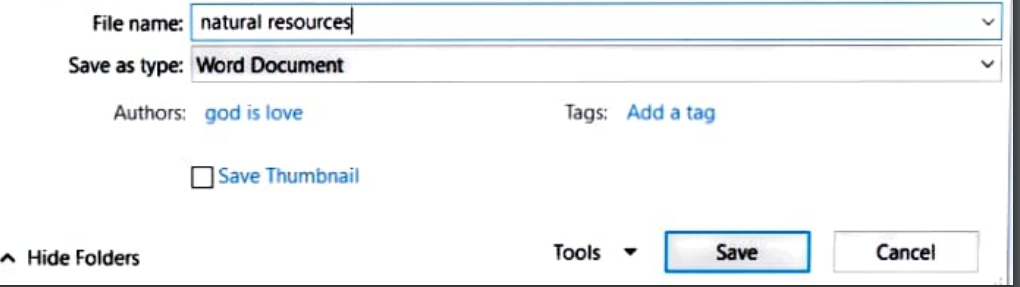 File name: natural resources
Save as type: Word Document
Authors: god is love Tags: Add a tag
Save Thumbnail
Hide Folders Tools Save Cancel